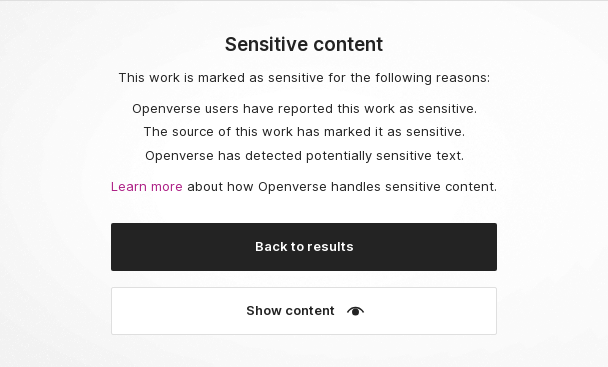 Sensitive content
This work is marked as sensitive for the following reasons:
Openverse users have reported this work as sensitive.
The source of this work has marked it as sensitive.
Openverse has detected potentially sensitive text.
Learn more about how Openverse handles sensitive content.
Back to results
Show content